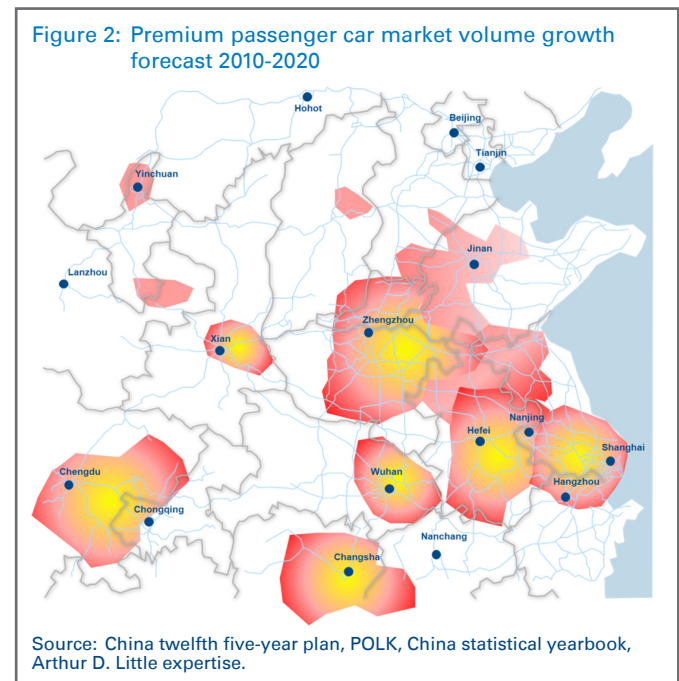 Figure 2: Premium passenger car market volume growth
forecast 2010-2020
Hohot
Beijing
Tianjin
Yinchuan
Jinan
Lanzhou
Zhengzhou
Xian
Nanjing
Hefei
Shanghai
Chengdu
Wuhan
Hangzhou
Chongqing
Nanchang
Changsha
Source: China twelfth five-year plan, POLK, China statistical yearbook,
Arthur D. Little expertise.